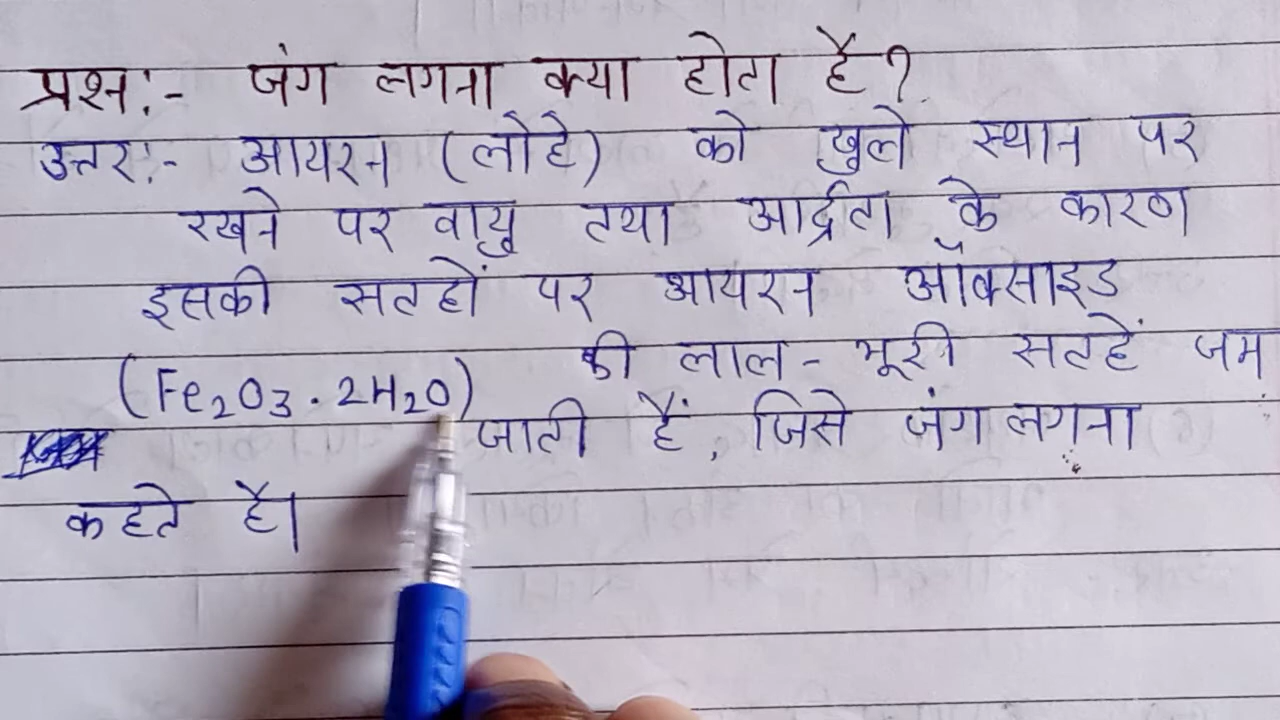 प्रश्न:- जंग लगना क्या होता है?
उत्तर:- आयरन (लोहे) को खुले स्थान पर
रखने पर वायु तथा आर्द्रता के कारण
इसकी सतहों पर आयरन ऑक्साइड
(Fe₂O₃·2H₂O) की लाल-भूरी सतहें जम
जाती हैं, जिसे जंग लगना
कहते है।